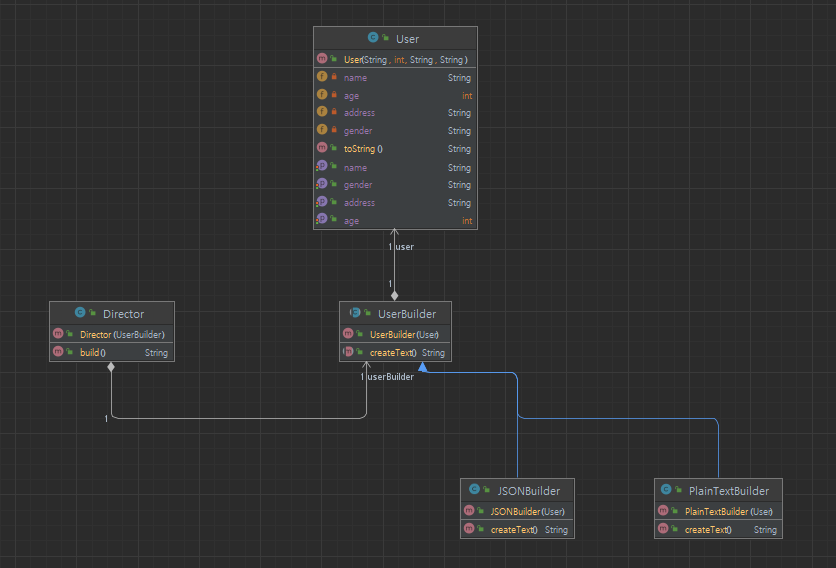 User
User(String, int, String, String)
name String
age int
address String
gender String
toString() String
name String
gender String
address String
age int
1 user
1
Director
Director(UserBuilder)
build() String
UserBuilder
UserBuilder(User)
createText() String
1 userBuilder
1
JSONBuilder
JSONBuilder(User)
createText() String
PlainTextBuilder
PlainTextBuilder(User)
createText() String